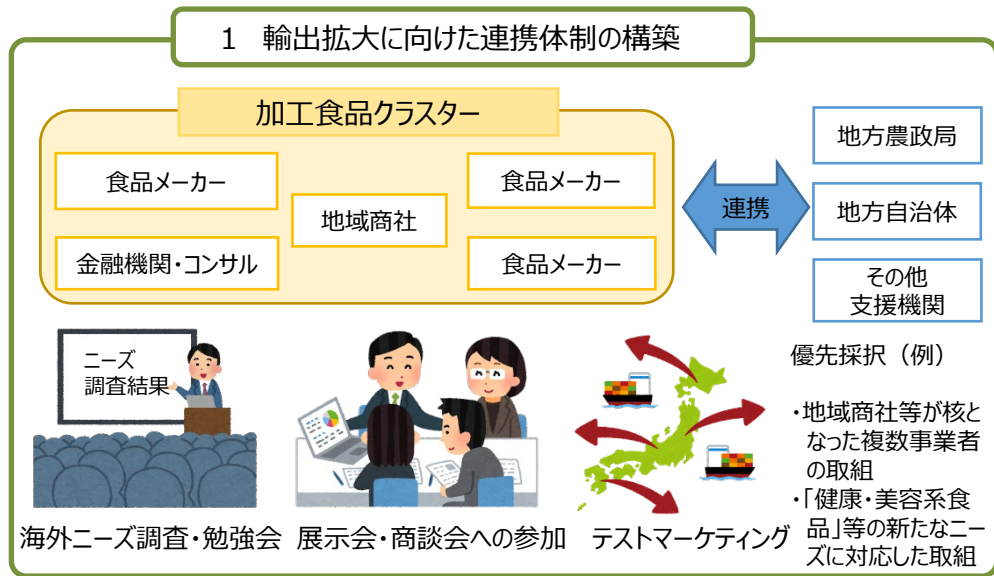 1 輸出拡大に向けた連携体制の構築
加工食品クラスター
食品メーカー
食品メーカー
地域商社
金融機関・コンサル
食品メーカー
連携
地方農政局
地方自治体
その他
支援機関
ニーズ
調査結果
海外ニーズ調査・勉強会
展示会・商談会への参加
テストマーケティング
優先採択（例）
・地域商社等が核と
なった複数事業者
の取組
・「健康・美容系食
品」等の新たなニー
ズに対応した取組